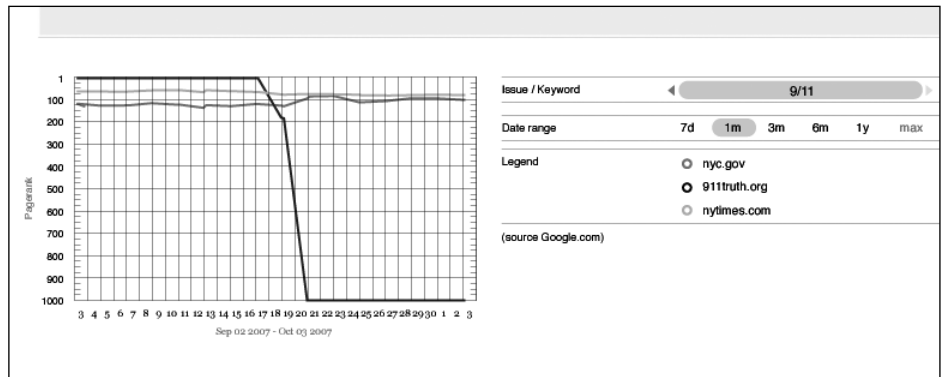 1
100
200
300
400
500
600
700
800
900
1000
Pagerank
3 4 5 6 7 8 9 10 11 12 13 14 15 16 17 18 19 20 21 22 23 24 25 26 27 28 29 30 1 2 3
Sep 02 2007 - Oct 03 2007
Issue / Keyword 9/11
Date range 7d 1m 3m 6m 1y max
Legend nyc.gov
911truth.org
nytimes.com
(source Google.com)